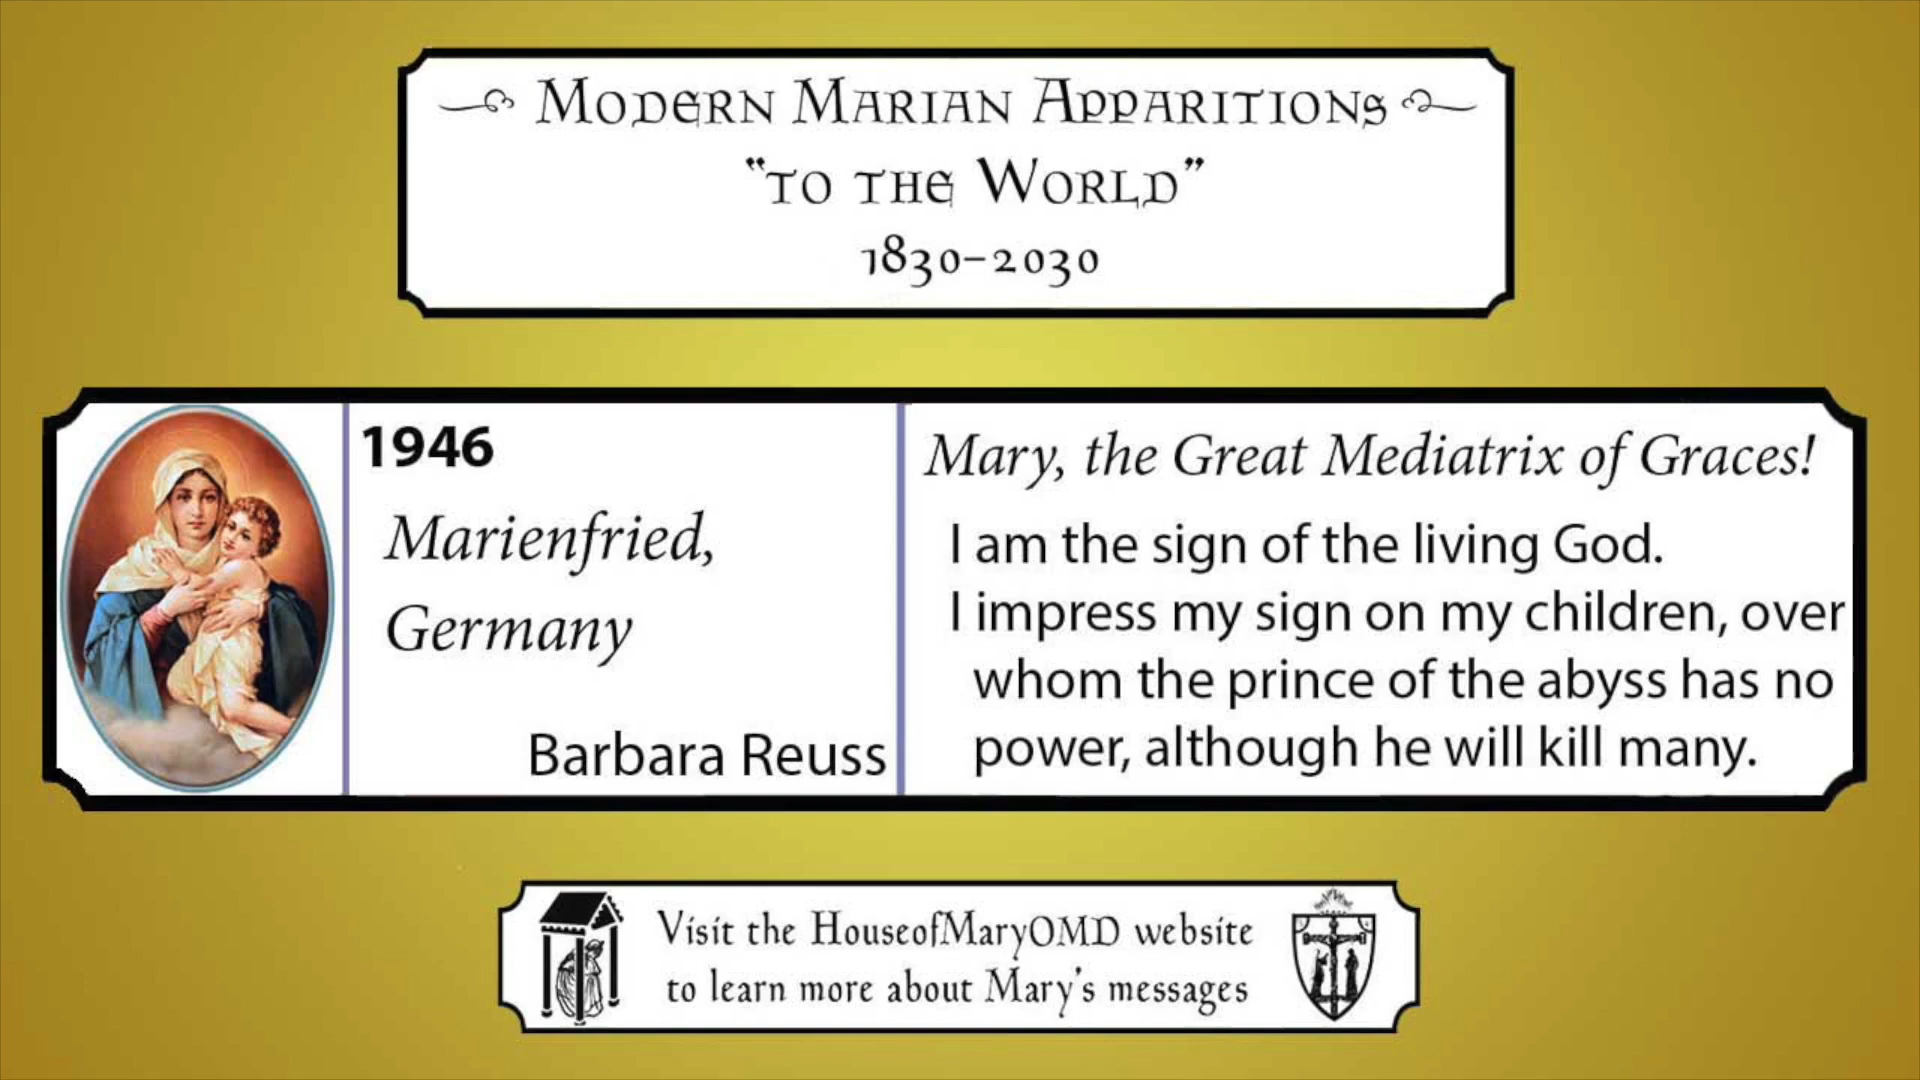 Modern Marian Apparitions
"to the World"
1830–2030
1946
Marienfried,
Germany
Barbara Reuss
Mary, the Great Mediatrix of Graces!
I am the sign of the living God.
I impress my sign on my children, over
whom the prince of the abyss has no
power, although he will kill many.
Visit the HouseofMaryOMD website
to learn more about Mary's messages